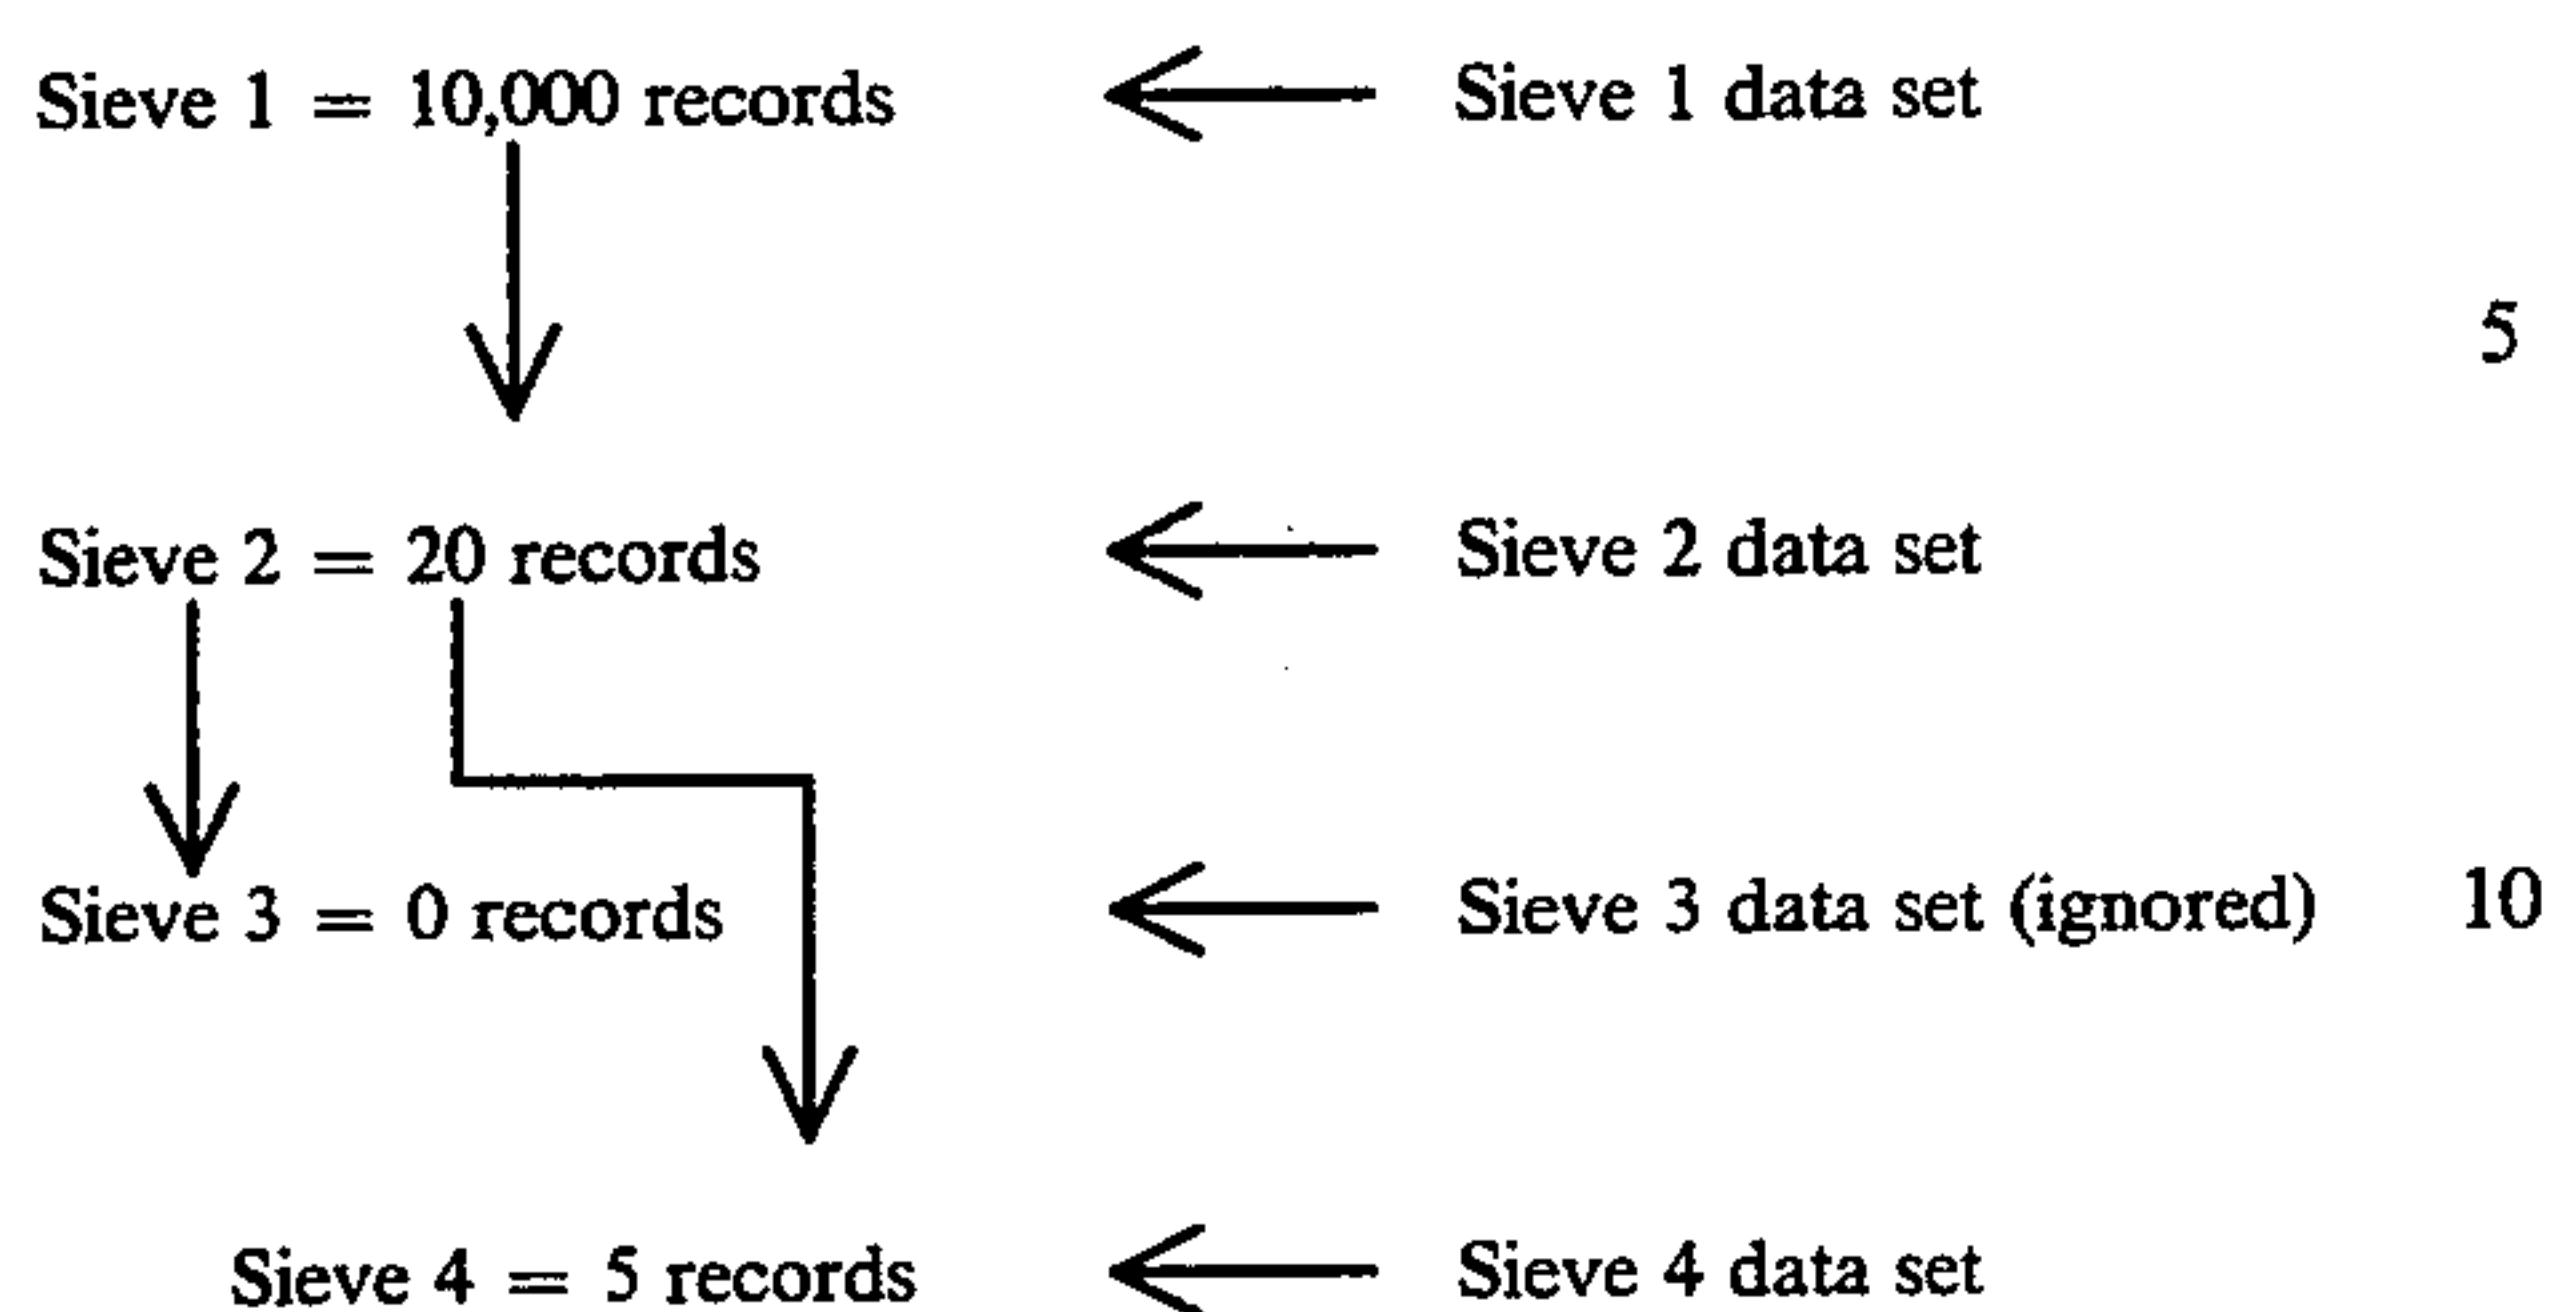 Sieve 1 = 10,000 records Sieve 1 data set
5
Sieve 2 = 20 records Sieve 2 data set
Sieve 3 = 0 records Sieve 3 data set (ignored) 10
Sieve 4 = 5 records Sieve 4 data set